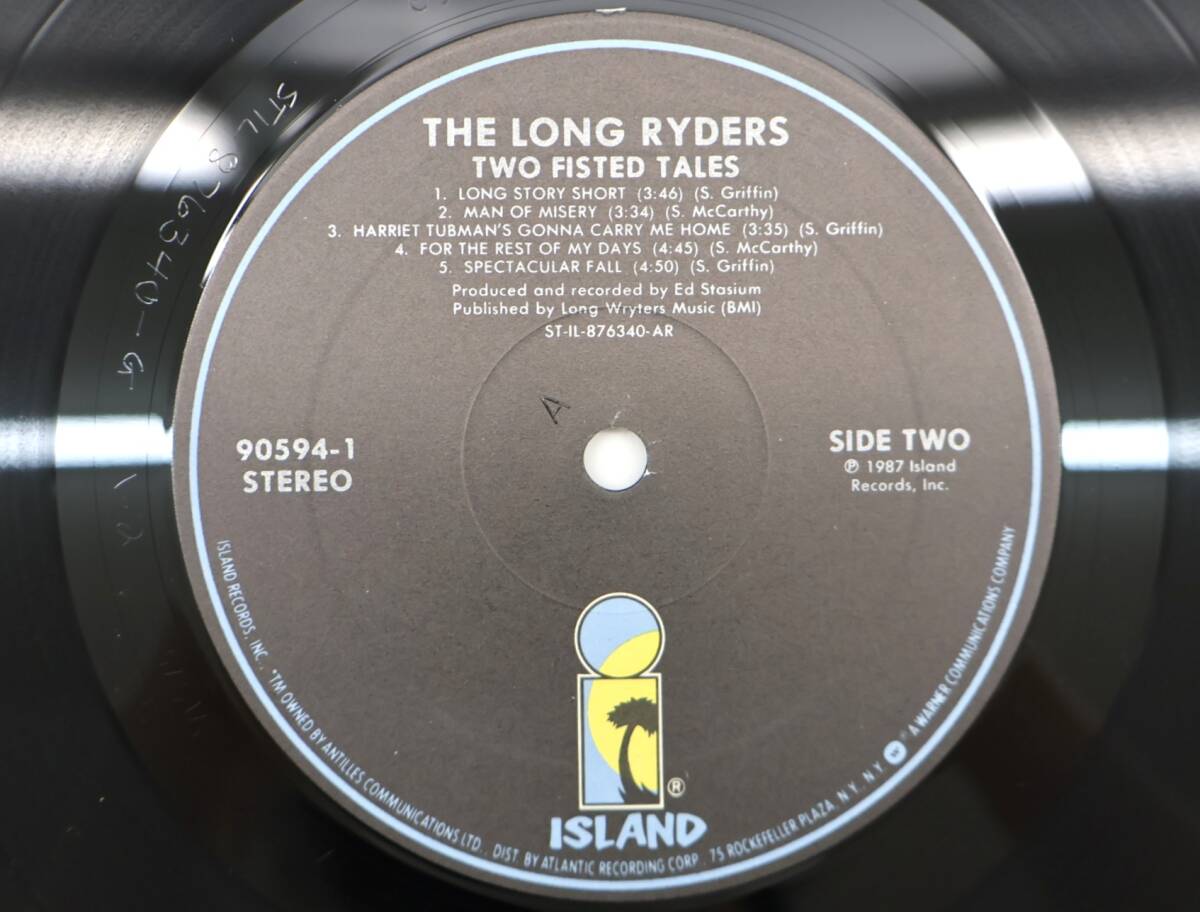 THE LONG RYDERS
TWO FISTED TALES
1. LONG STORY SHORT (3:46) (S. Griffin)
2. MAN OF MISERY (3:34) (S. McCarthy)
3. HARRIET TUBMAN'S GONNA CARRY ME HOME (3:35) (S. Griffin)
4. FOR THE REST OF MY DAYS (4:45) (S. McCarthy)
5. SPECTACULAR FALL (4:50) (S. Griffin)
Produced and recorded by Ed Stasium
Published by Long Wryters Music (BMI)
ST-IL-876340-AR
A
90594-1
STEREO
SIDE TWO
℗ 1987 Island
Records, Inc.
®
ISLAND
ISLAND RECORDS, INC. *TM OWNED BY ANTILLES COMMUNICATIONS LTD. DIST. BY ATLANTIC RECORDING CORP. 75 ROCKEFELLER PLAZA, N.Y. N.Y. A WARNER COMMUNICATIONS COMPANY
STIL 876340-G